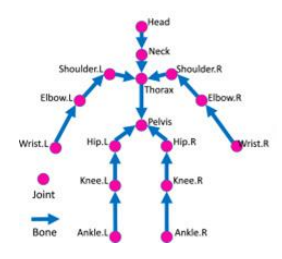 Head
Neck
Shoulder.L
Shoulder.R
Thorax
Elbow.L
Elbow.R
Pelvis
Wrist.L
Hip.L
Hip.R
Wrist.R
Knee.L
Knee.R
Joint
Bone
Ankle.L
Ankle.R